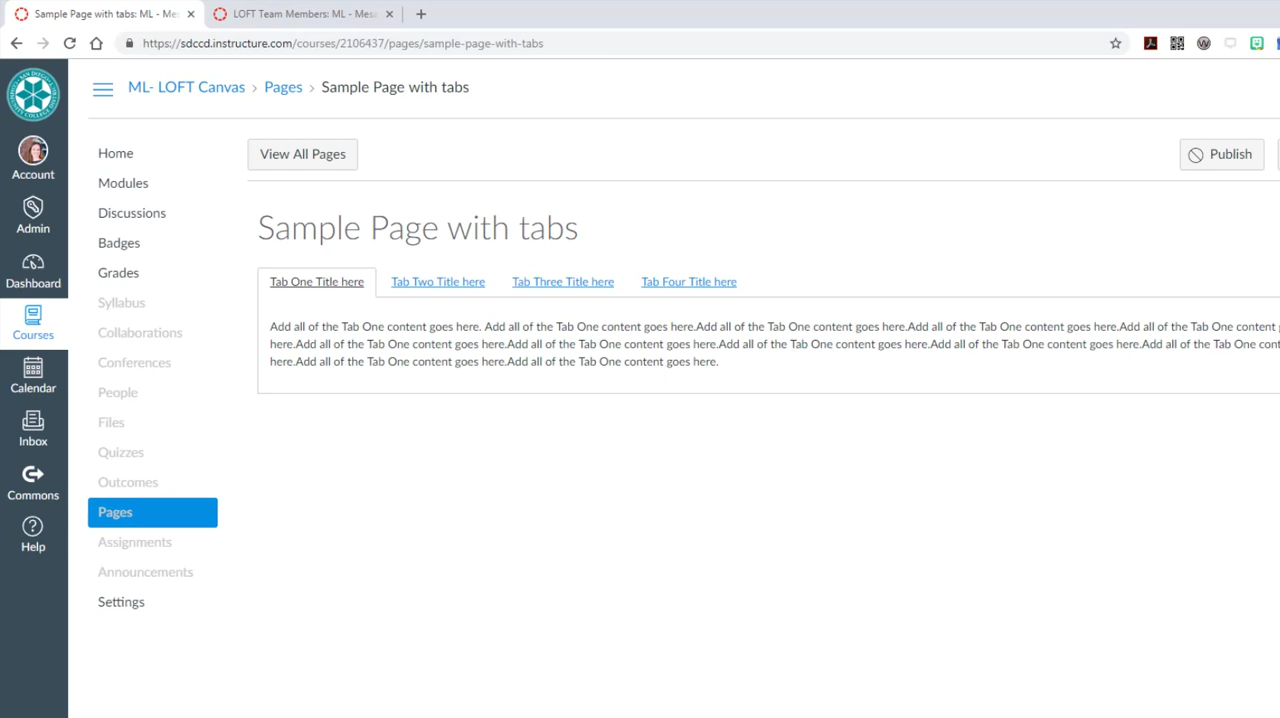 Sample Page with tabs: ML - Mes
LOFT Team Members: ML - Mesa
https://sdccd.instructure.com/courses/2106437/pages/sample-page-with-tabs
ML- LOFT Canvas › Pages › Sample Page with tabs
Account
Admin
Dashboard
Courses
Calendar
Inbox
Commons
Help
Home
Modules
Discussions
Badges
Grades
Syllabus
Collaborations
Conferences
People
Files
Quizzes
Outcomes
Pages
Assignments
Announcements
Settings
View All Pages
Publish
Sample Page with tabs
Tab One Title here Tab Two Title here Tab Three Title here Tab Four Title here
Add all of the Tab One content goes here. Add all of the Tab One content goes here.Add all of the Tab One content goes here.Add all of the Tab One content goes here.Add all of the Tab One content
here.Add all of the Tab One content goes here.Add all of the Tab One content goes here.Add all of the Tab One content goes here.Add all of the Tab One content goes here.Add all of the Tab One cont
here.Add all of the Tab One content goes here.Add all of the Tab One content goes here.